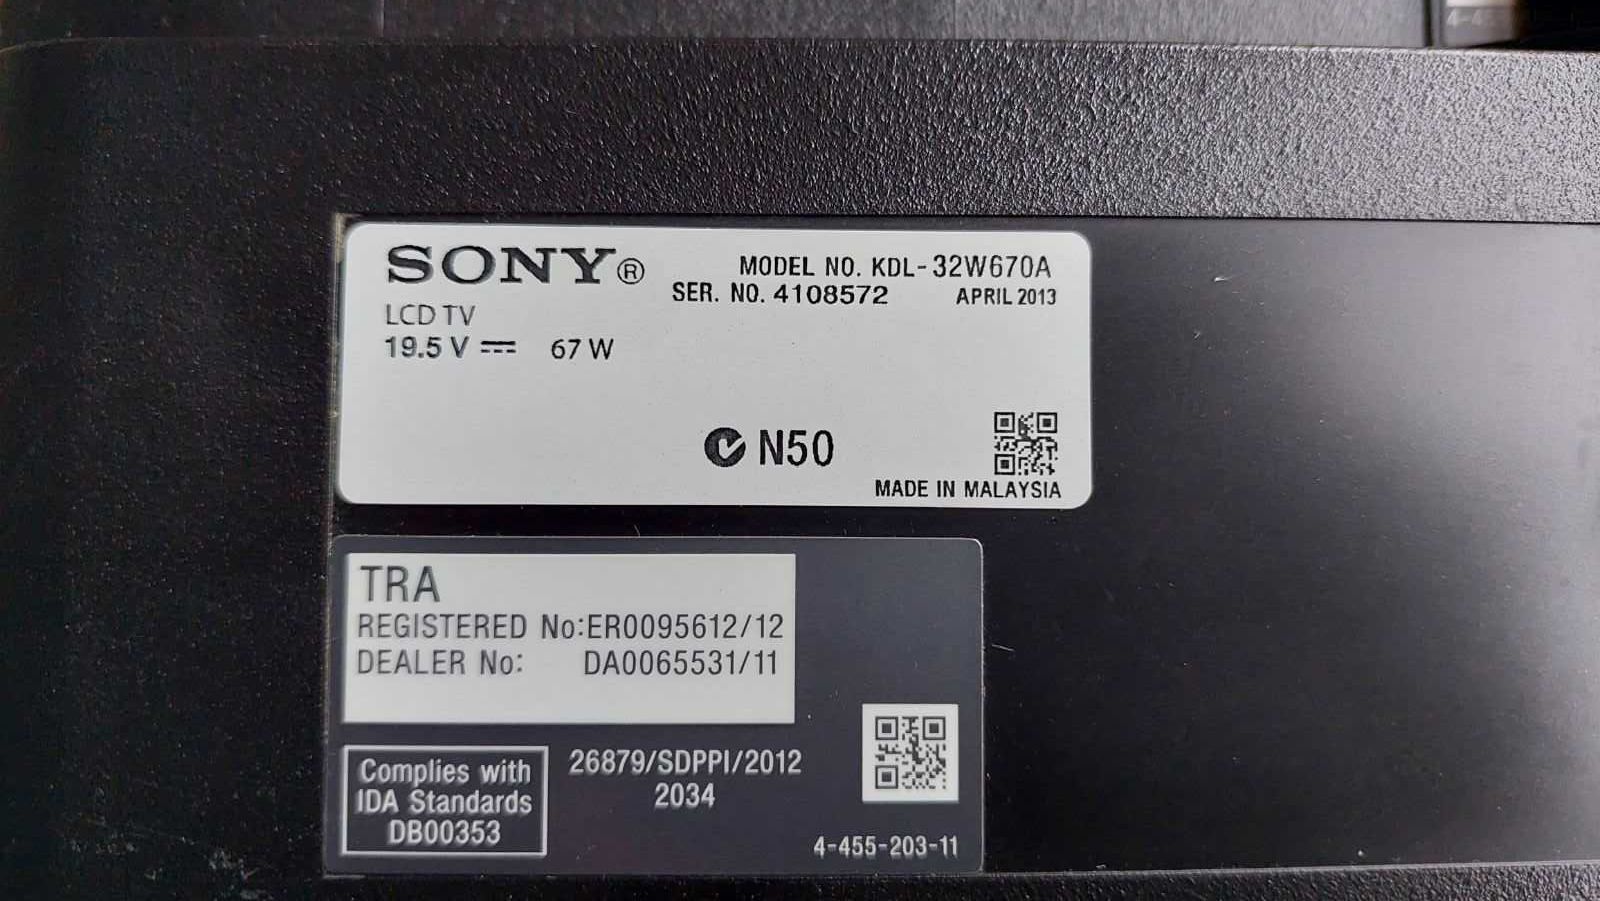 SONY®
MODEL NO. KDL-32W670A
SER. NO. 4108572 APRIL 2013
LCD TV
19.5 V ⎓ 67 W
N50
MADE IN MALAYSIA
TRA
REGISTERED No:ER0095612/12
DEALER No: DA0065531/11
Complies with
IDA Standards
DB00353
26879/SDPPI/2012
2034
4-455-203-11